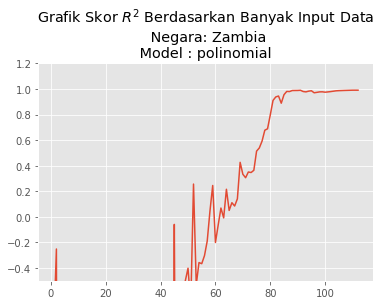 Grafik Skor R² Berdasarkan Banyak Input Data
Negara: Zambia
Model : polinomial
1.2
1.0
0.8
0.6
0.4
0.2
0.0
−0.2
−0.4
0 20 40 60 80 100